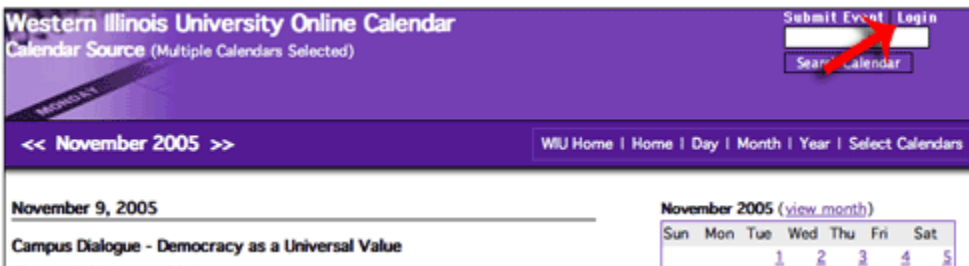 Western Illinois University Online Calendar
Calendar Source (Multiple Calendars Selected)
Submit Event | Login
Search Calendar
MONDAY
<< November 2005 >>
WIU Home | Home | Day | Month | Year | Select Calendars
November 9, 2005
Campus Dialogue - Democracy as a Universal Value
November 2005 (view month)
Sun Mon Tue Wed Thu Fri Sat
1 2 3 4 5